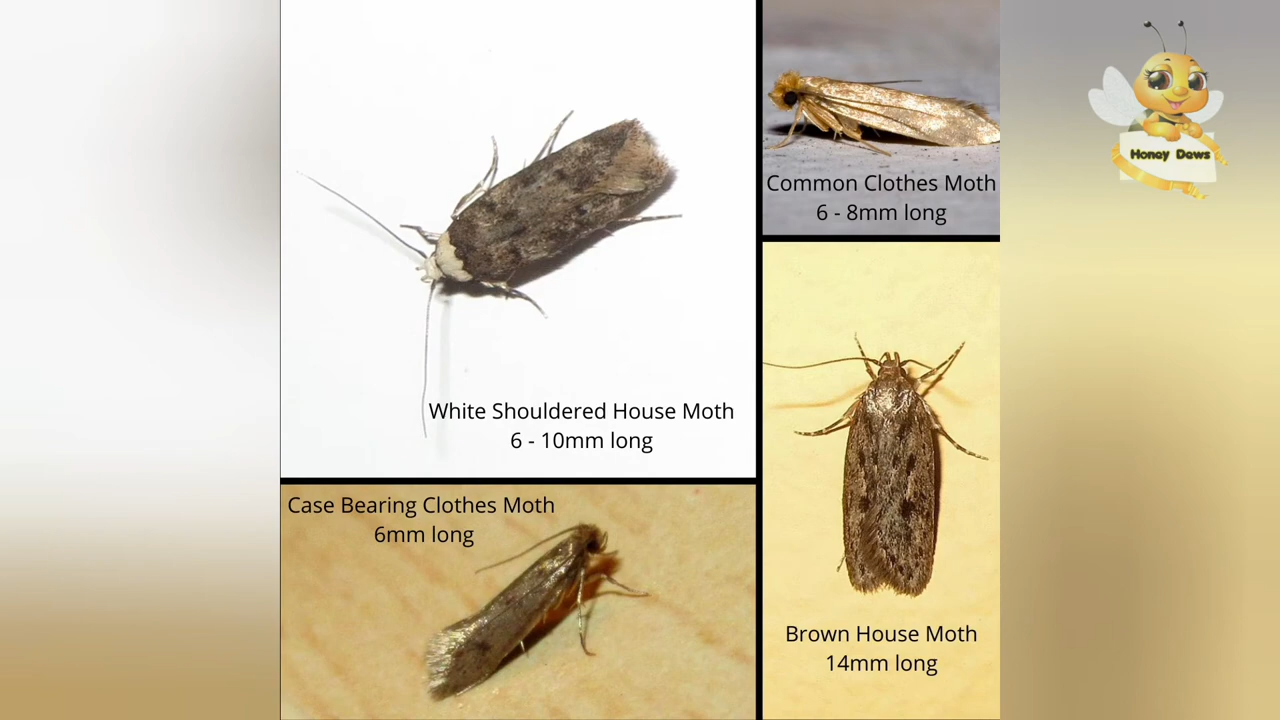 White Shouldered House Moth
6 - 10mm long
Common Clothes Moth
6 - 8mm long
Case Bearing Clothes Moth
6mm long
Brown House Moth
14mm long
Honey Dews